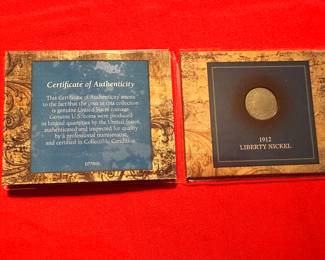 Certificate of Authenticity
This Certificate of Authenticity attests
to the fact that the coin in this collection
is genuine United States coinage.
Genuine U.S. coins were produced
in limited quantities by the United States,
authenticated and inspected for quality
by a professional numismatist,
and certified in Collectible Condition.
1912
LIBERTY NICKEL